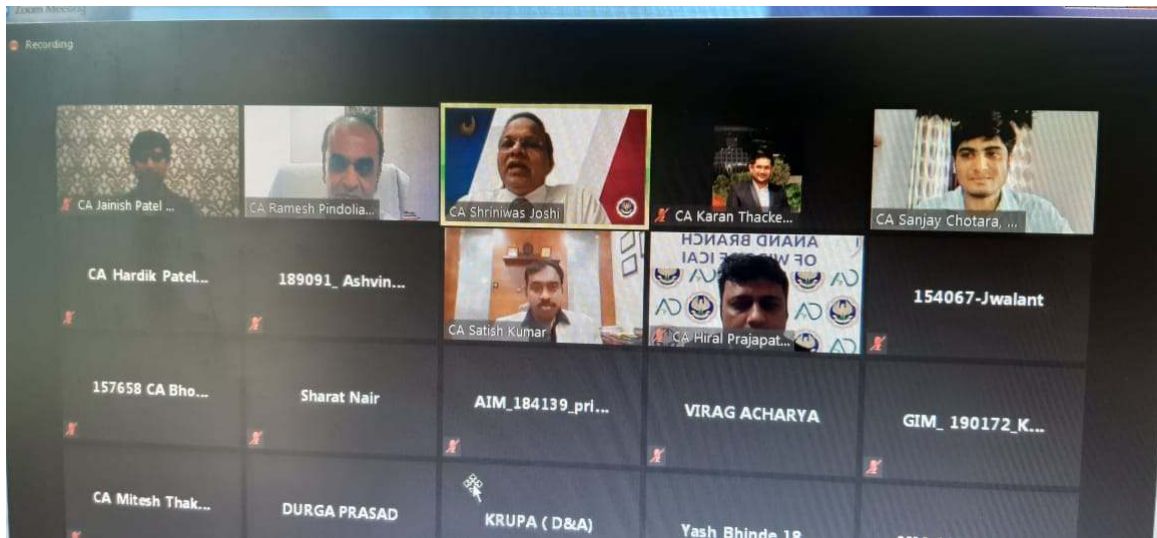 Zoom Meeting
Recording
CA Jainish Patel ...
CA Ramesh Pindolia...
CA Shriniwas Joshi
CA Karan Thacke...
CA Sanjay Chotara, ...
CA Hardik Patel...
189091_ Ashvin...
CA Satish Kumar
ANAND BRANCH
OF WIRC OF ICAI
CA Hiral Prajapat...
154067-Jwalant
157658 CA Bho...
Sharat Nair
AIM_184139_pri...
VIRAG ACHARYA
GIM_ 190172_K...
CA Mitesh Thak...
DURGA PRASAD
KRUPA ( D&A)
Yash Bhinde 18